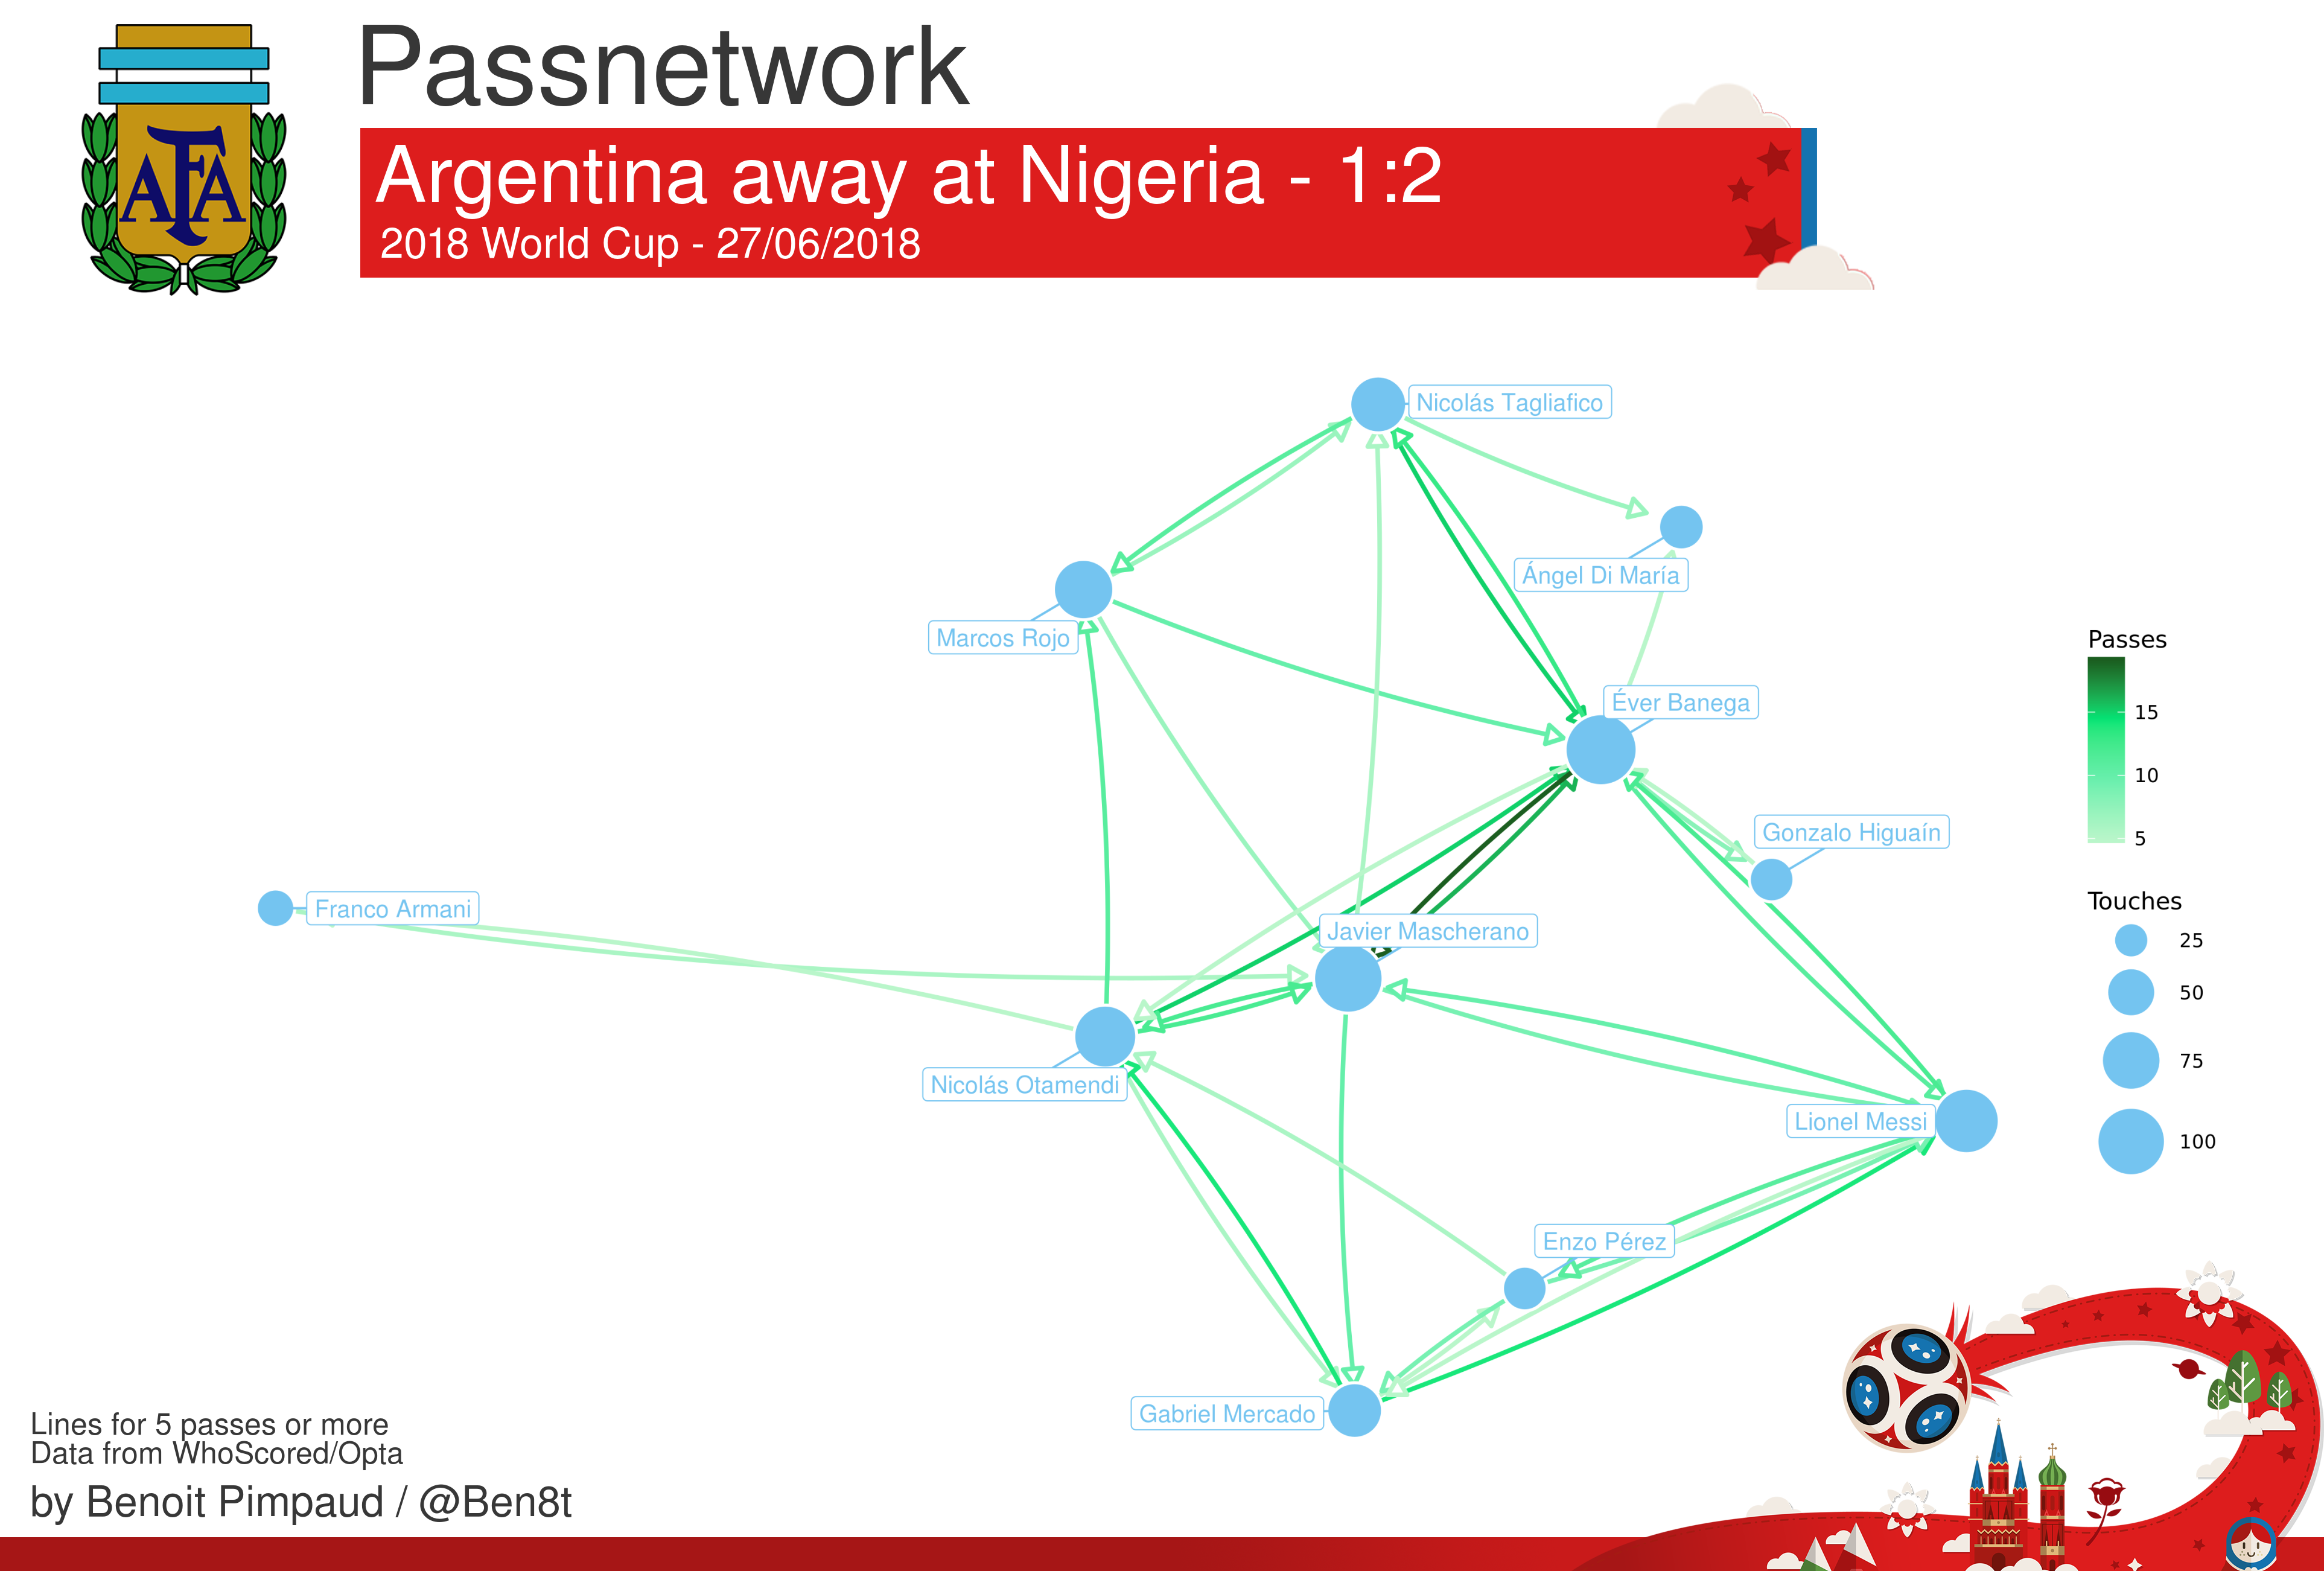 AFA
Passnetwork
Argentina away at Nigeria - 1:2
2018 World Cup - 27/06/2018
Nicolás Tagliafico
Ángel Di María
Marcos Rojo
Éver Banega
Gonzalo Higuaín
Franco Armani
Javier Mascherano
Nicolás Otamendi
Lionel Messi
Enzo Pérez
Gabriel Mercado
Passes
15
10
5
Touches
25
50
75
100
Lines for 5 passes or more
Data from WhoScored/Opta
by Benoit Pimpaud / @Ben8t